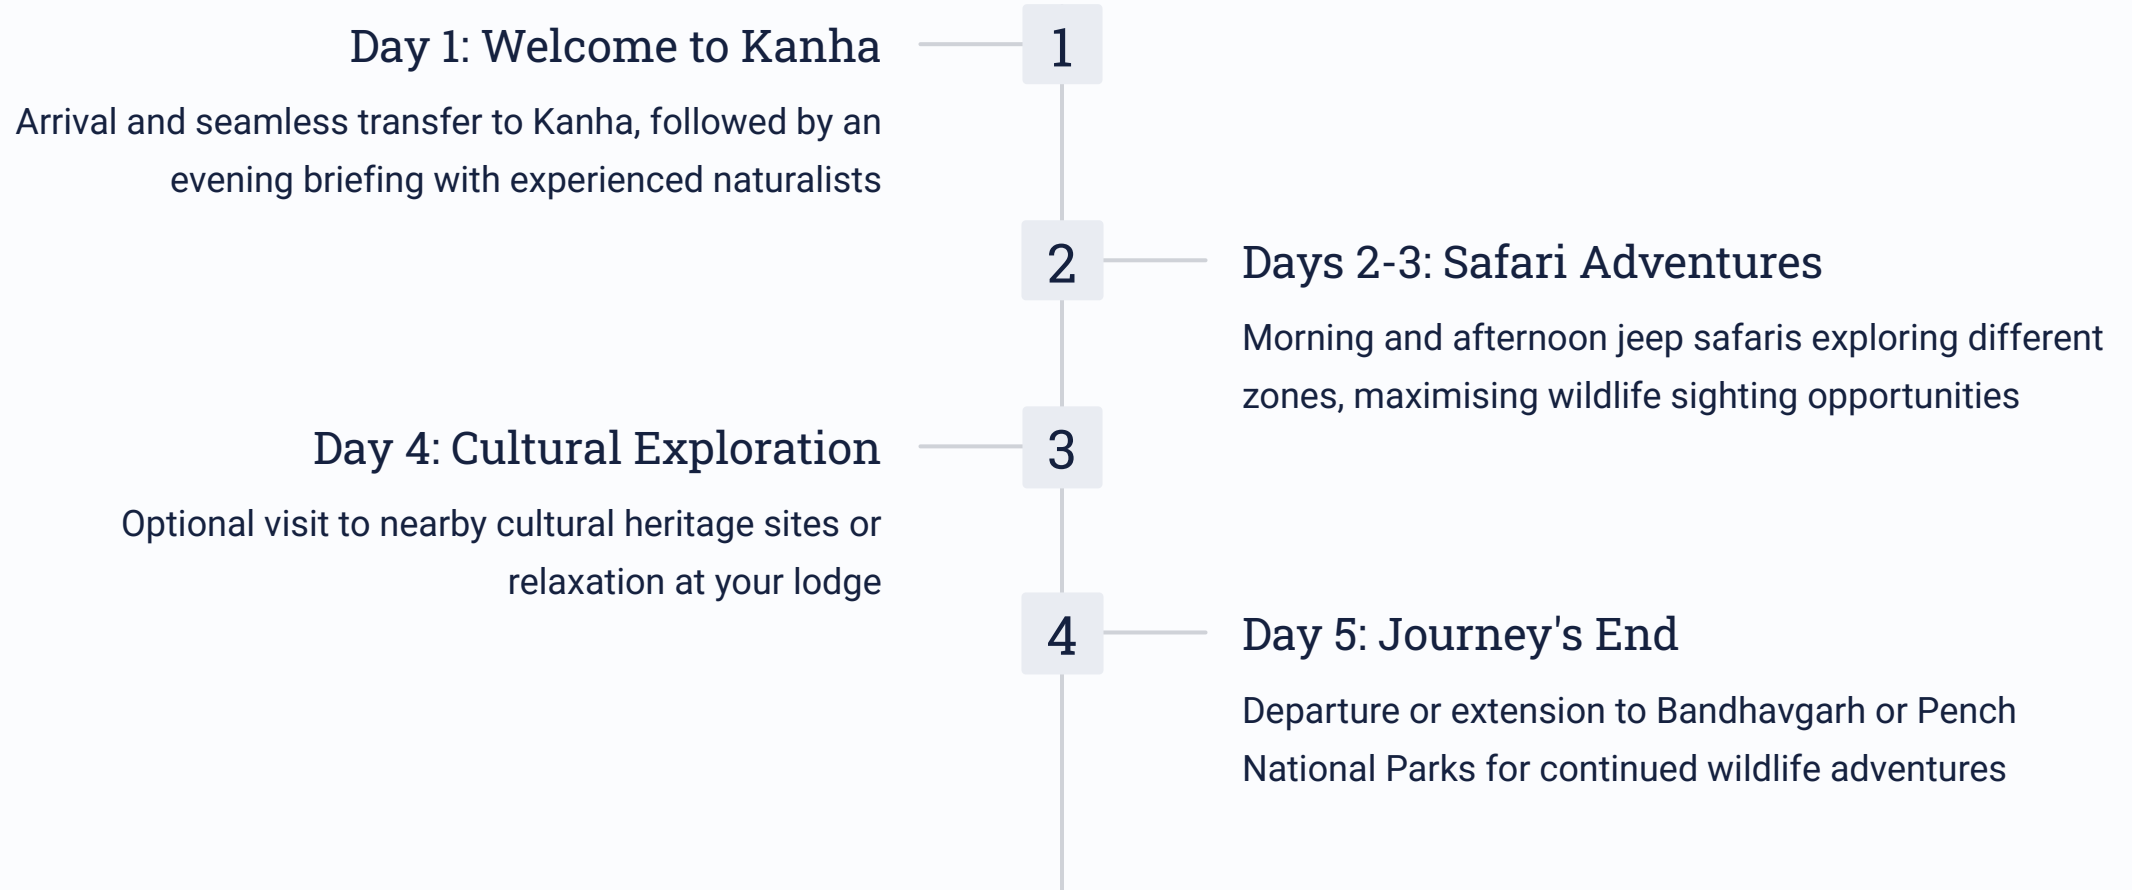 Day 1: Welcome to Kanha
1
Arrival and seamless transfer to Kanha, followed by an
evening briefing with experienced naturalists
2
Days 2-3: Safari Adventures
Morning and afternoon jeep safaris exploring different
zones, maximising wildlife sighting opportunities
Day 4: Cultural Exploration
3
Optional visit to nearby cultural heritage sites or
relaxation at your lodge
4
Day 5: Journey's End
Departure or extension to Bandhavgarh or Pench
National Parks for continued wildlife adventures